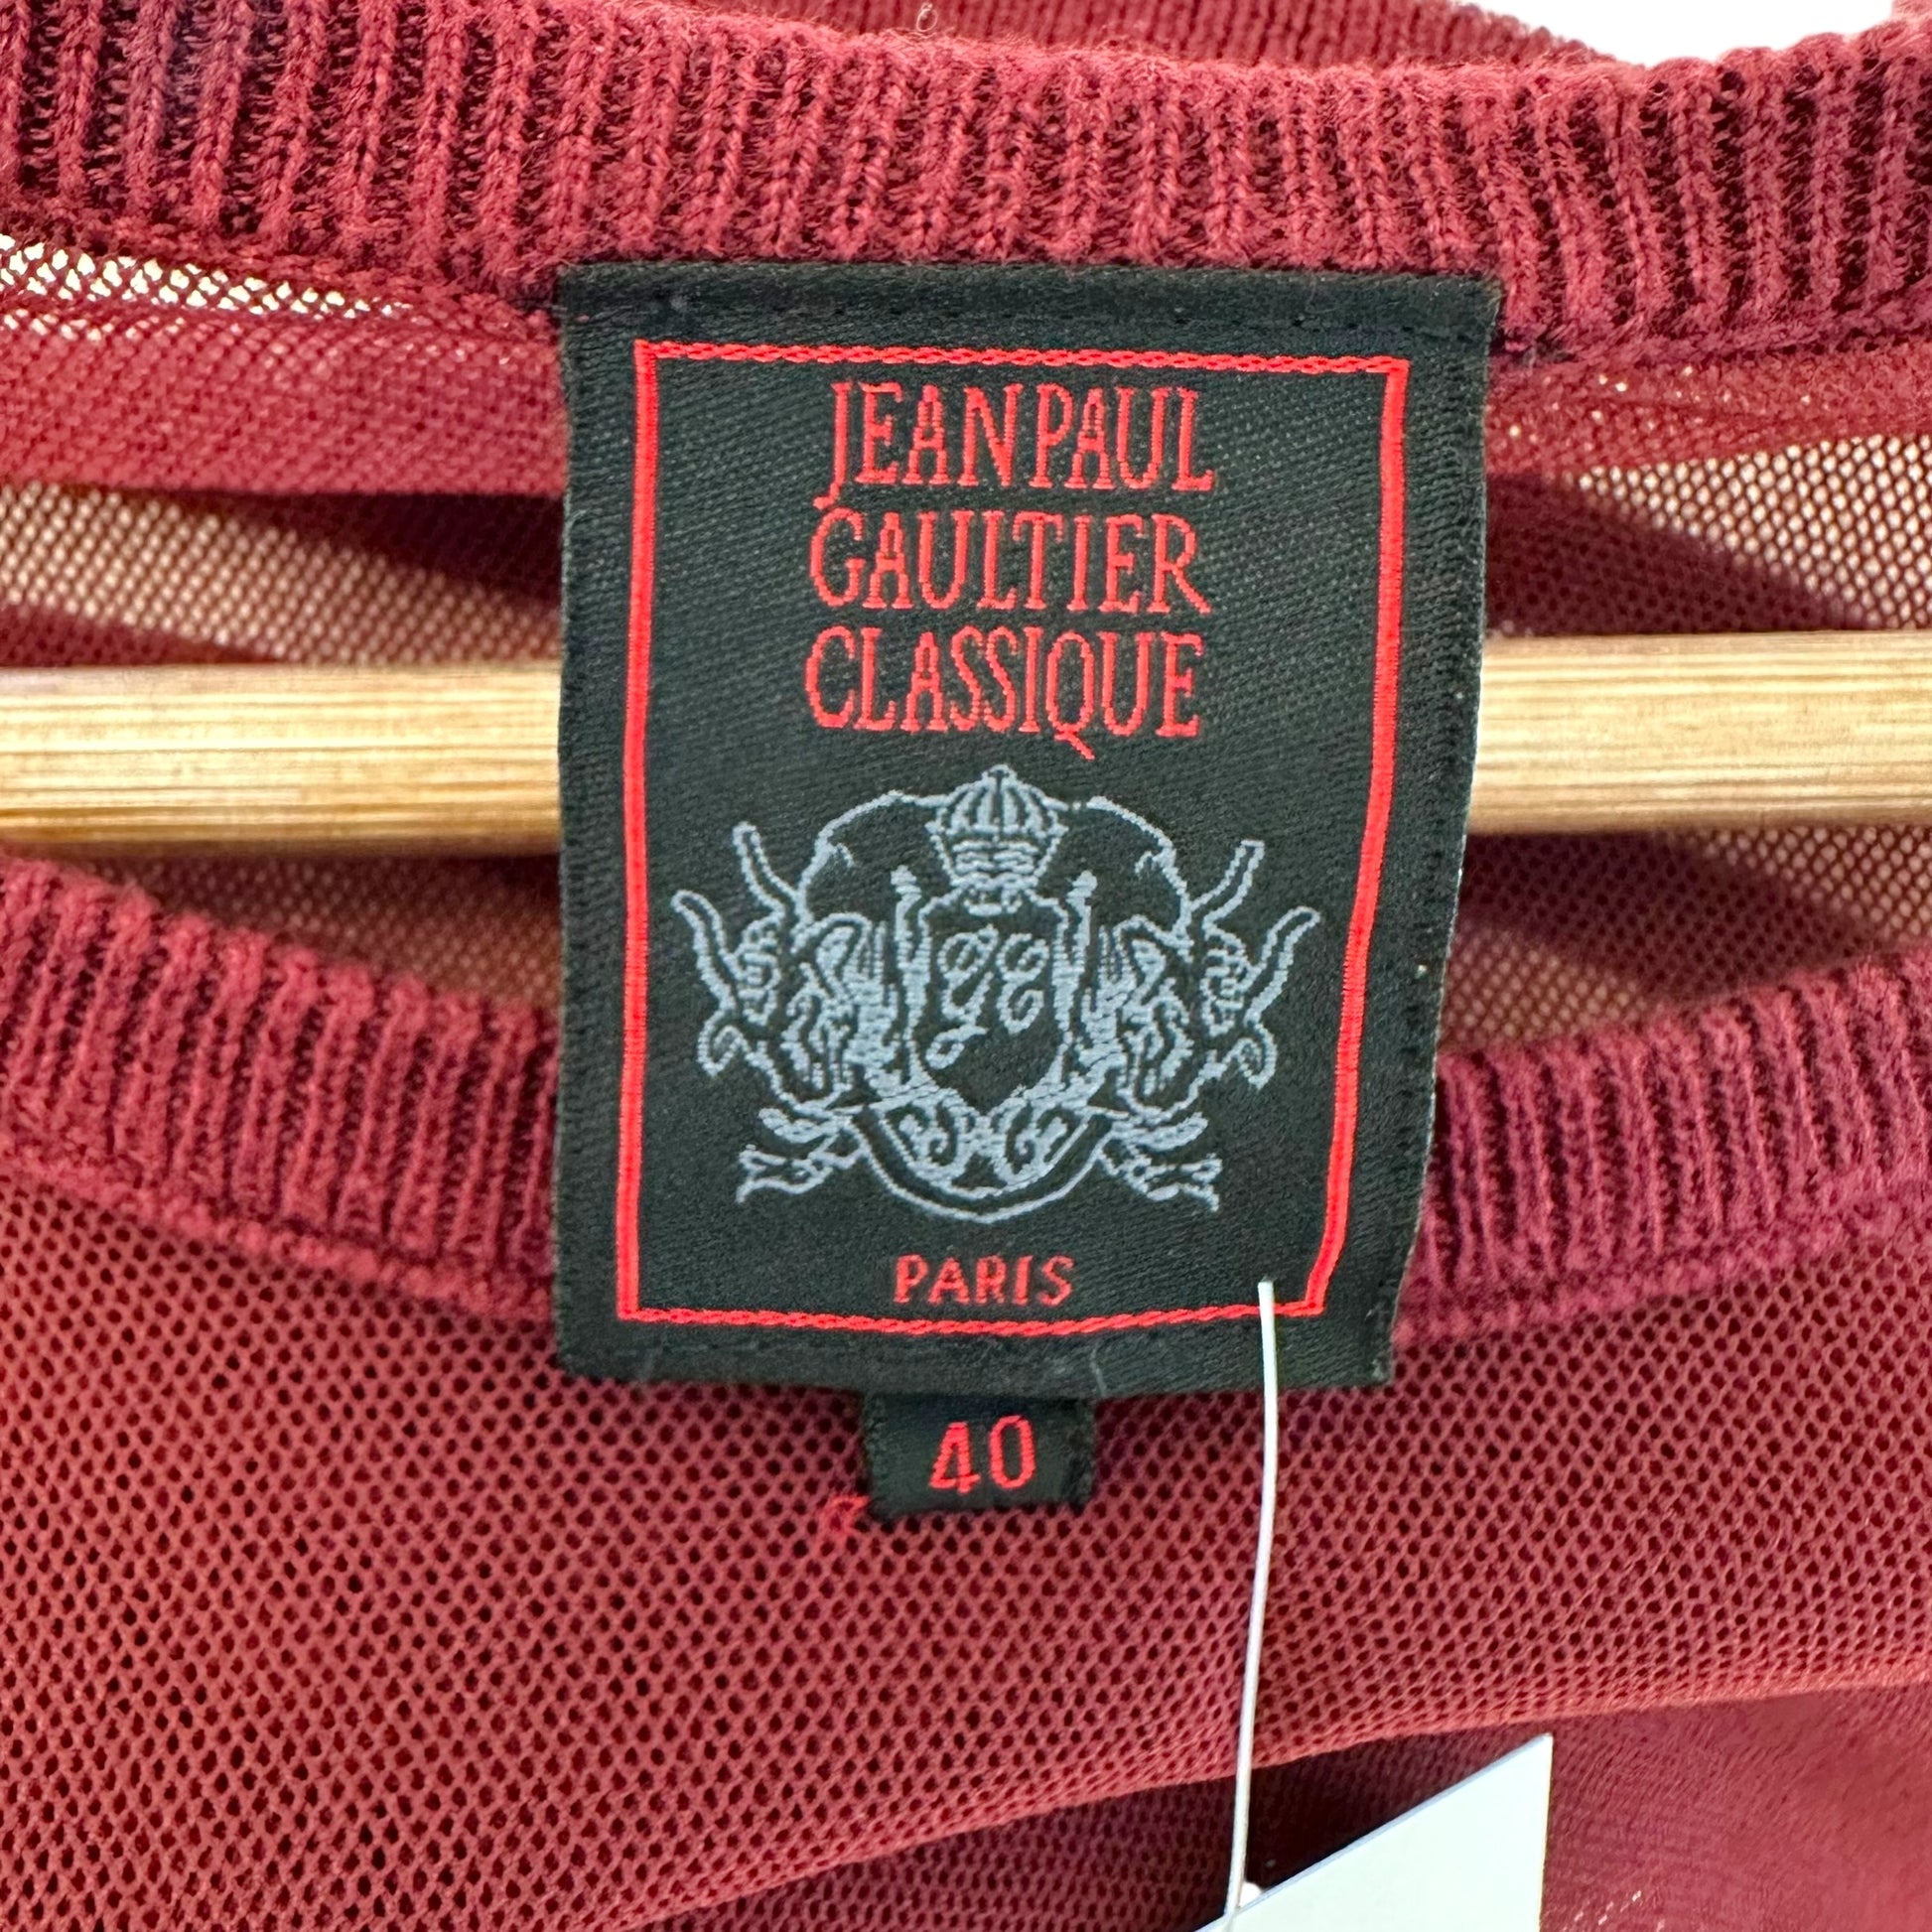 JEAN PAUL
GAULTIER
CLASSIQUE
PARIS
40